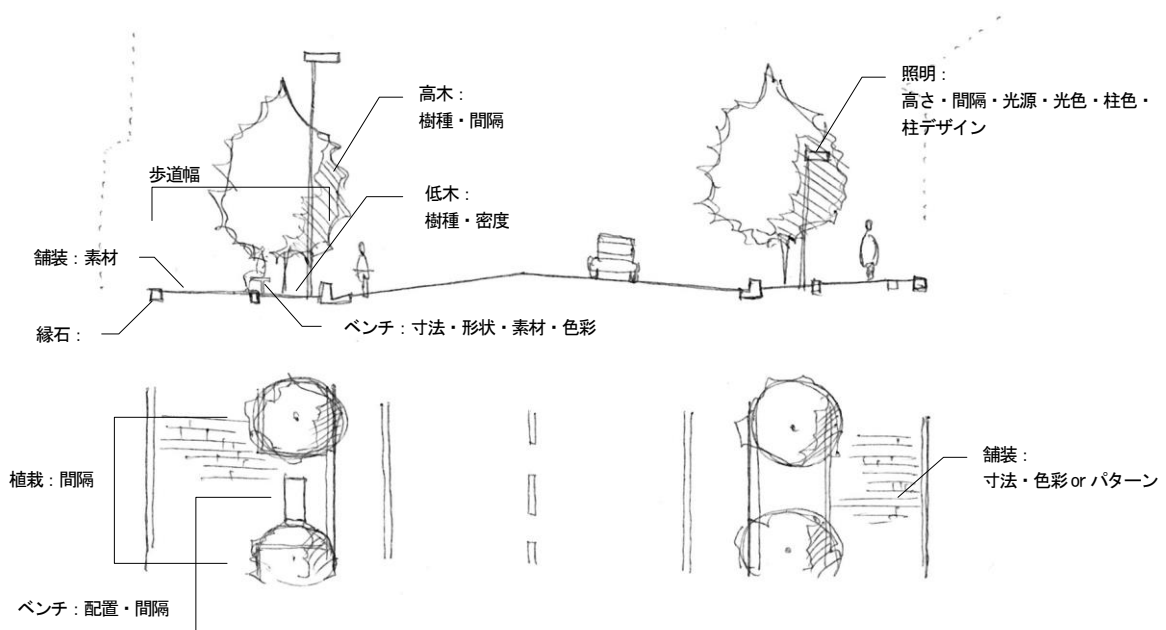 高木：
樹種・間隔
照明：
高さ・間隔・光源・光色・柱色・
柱デザイン
歩道幅
低木：
樹種・密度
舗装：素材
縁石：
ベンチ：寸法・形状・素材・色彩
植栽：間隔
舗装：
寸法・色彩 or パターン
ベンチ：配置・間隔